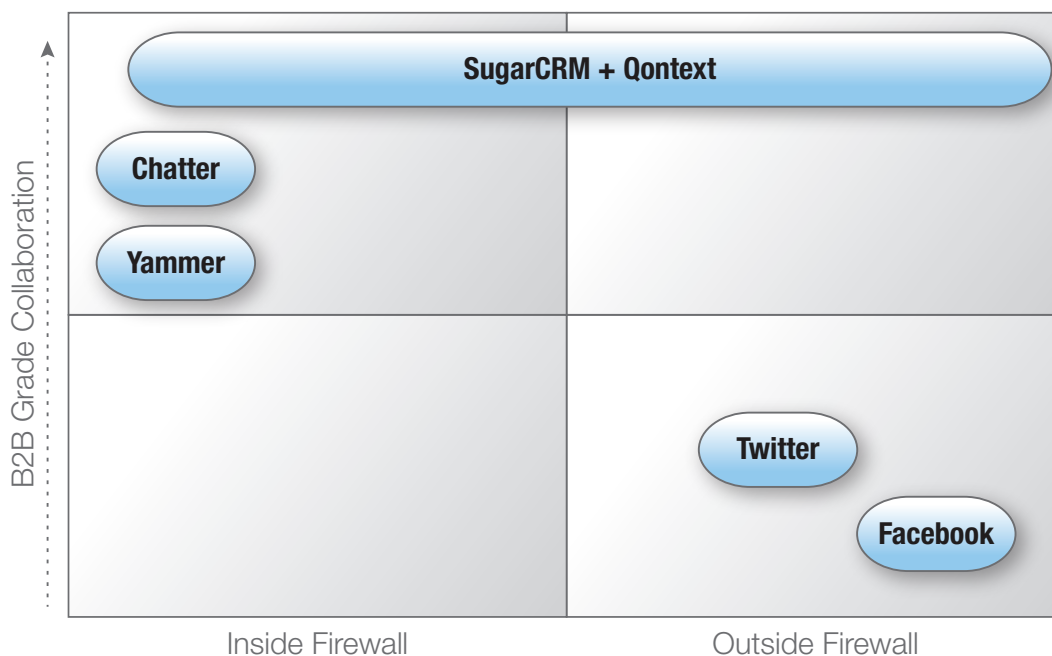 SugarCRM + Qontext
Chatter
Yammer
Twitter
Facebook
B2B Grade Collaboration
Inside Firewall
Outside Firewall